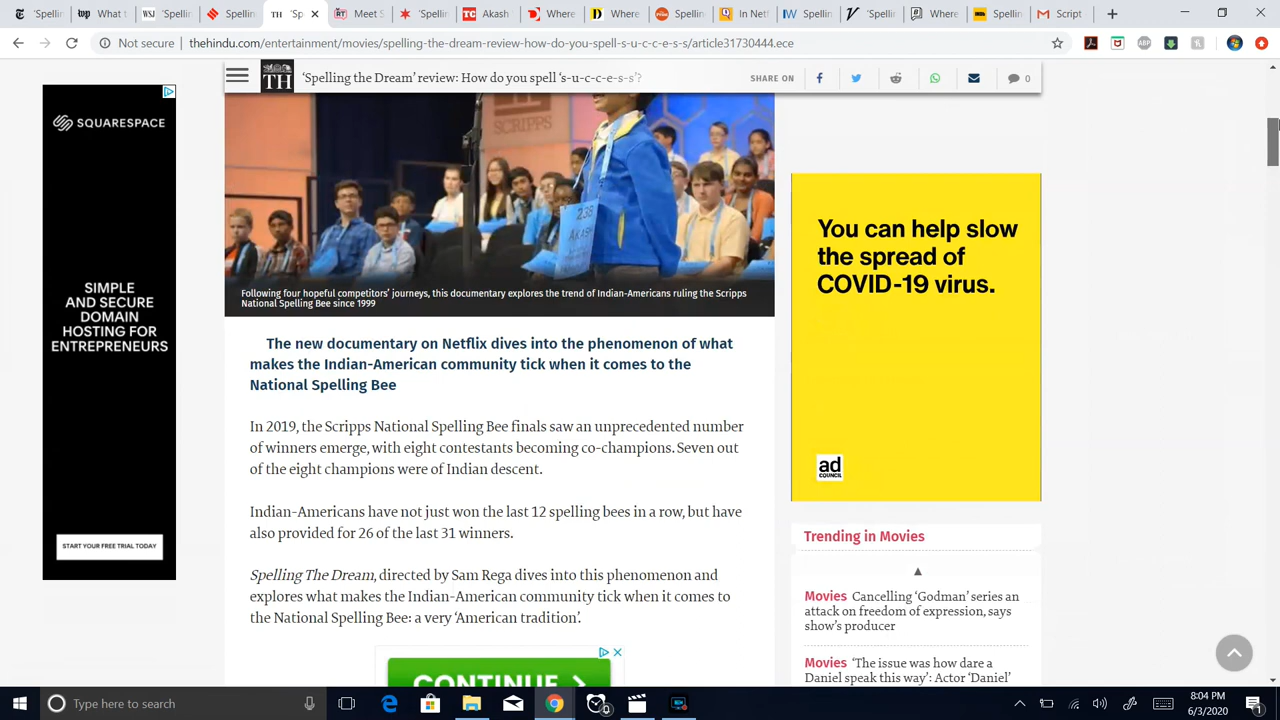 'Spellin
Wha
Wh
Spellin
'Sp
Meet S
'Spellin
Akash
Where
Where
Spellin
In Net
Spellin
'Spellin
Where
Spellin
Script
Not secure
thehindu.com/entertainment/movies/spelling-the-dream-review-how-do-you-spell-s-u-c-c-e-s-s/article31730444.ece
TH
'Spelling the Dream' review: How do you spell 's-u-c-c-e-s-s'?
SHARE ON
0
SQUARESPACE
SIMPLE
AND SECURE
DOMAIN
HOSTING FOR
ENTREPRENEURS
START YOUR FREE TRIAL TODAY
SCRIPPS
238
AKASH
Following four hopeful competitors' journeys, this documentary explores the trend of Indian-Americans ruling the Scripps
National Spelling Bee since 1999
The new documentary on Netflix dives into the phenomenon of what
makes the Indian-American community tick when it comes to the
National Spelling Bee
In 2019, the Scripps National Spelling Bee finals saw an unprecedented number
of winners emerge, with eight contestants becoming co-champions. Seven out
of the eight champions were of Indian descent.
Indian-Americans have not just won the last 12 spelling bees in a row, but have
also provided for 26 of the last 31 winners.
Spelling The Dream, directed by Sam Rega dives into this phenomenon and
explores what makes the Indian-American community tick when it comes to
the National Spelling Bee: a very 'American tradition'.
CONTINUE
You can help slow
the spread of
COVID-19 virus.
ad
COUNCIL
Trending in Movies
Movies Cancelling 'Godman' series an
attack on freedom of expression, says
show's producer
Movies 'The issue was how dare a
Daniel speak this way': Actor 'Daniel'
Type here to search
8:04 PM
6/3/2020